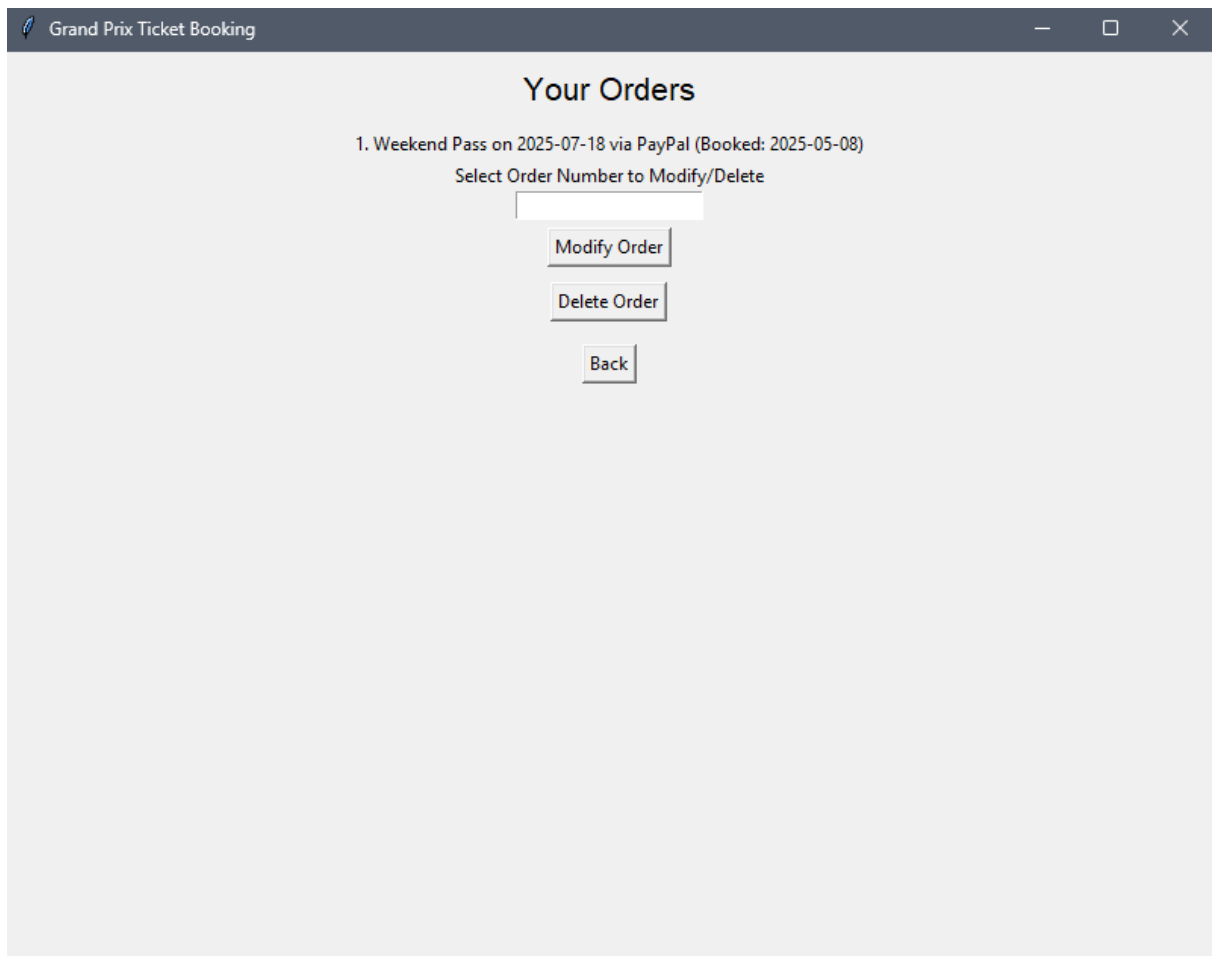 Grand Prix Ticket Booking
Your Orders
1. Weekend Pass on 2025-07-18 via PayPal (Booked: 2025-05-08)
Select Order Number to Modify/Delete
Modify Order
Delete Order
Back